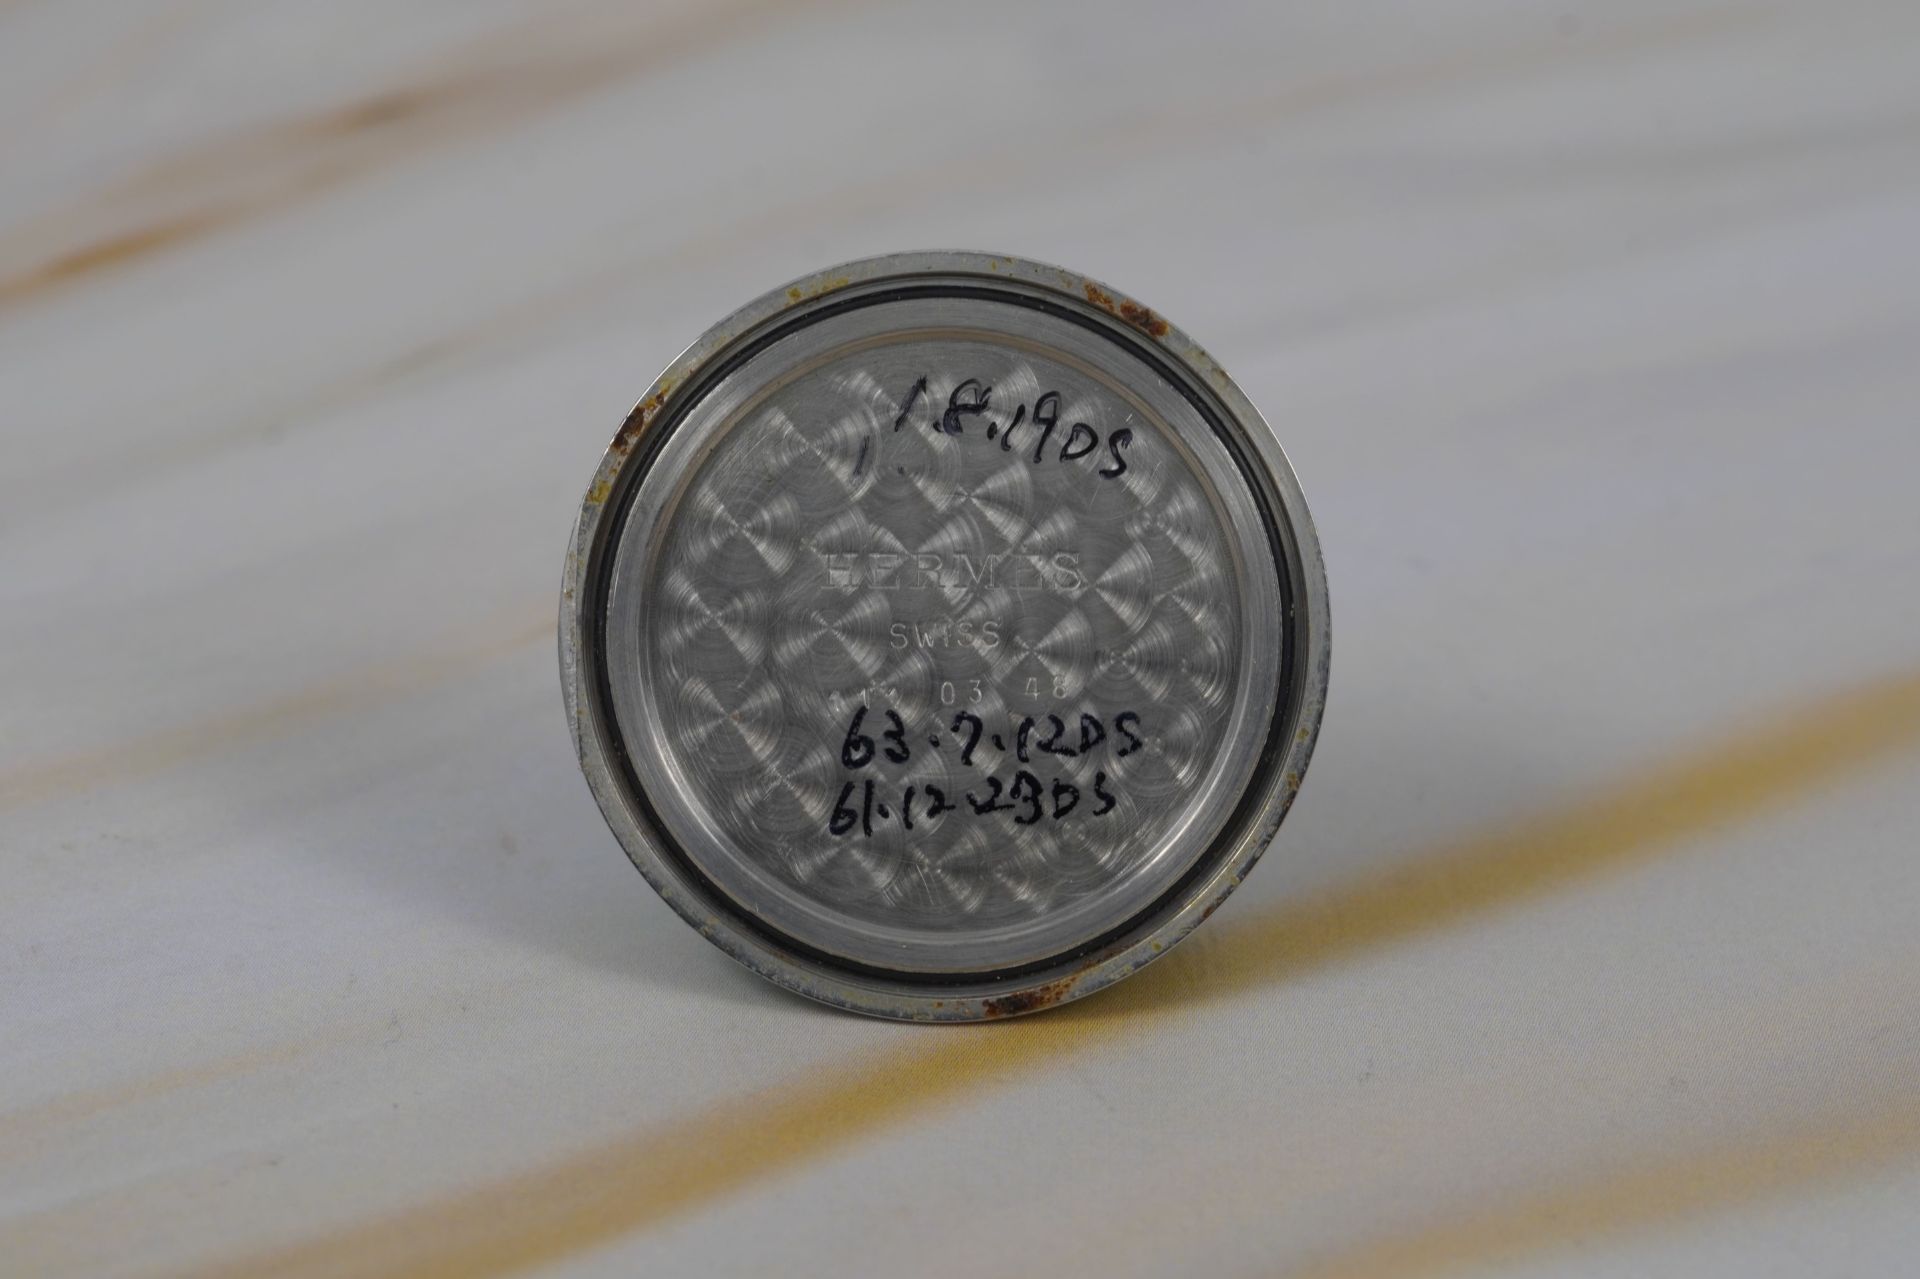 1.8.19DS
HERMES
SWISS
03 48
63.7.12DS
61.12.23DS